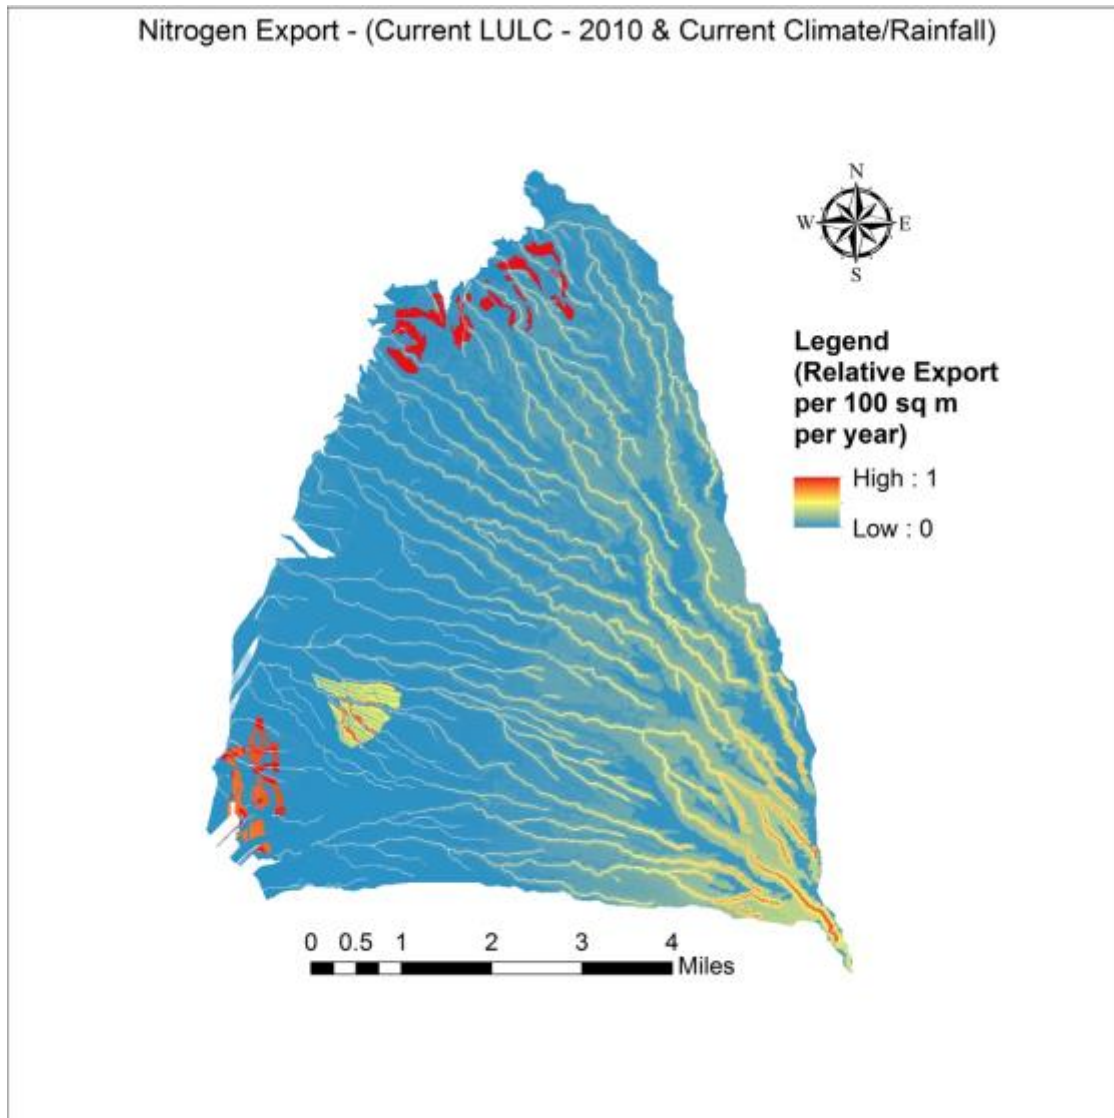 Nitrogen Export - (Current LULC - 2010 & Current Climate/Rainfall)
N
W E
S
Legend
(Relative Export
per 100 sq m
per year)
High : 1
Low : 0
0 0.5 1 2 3 4
Miles